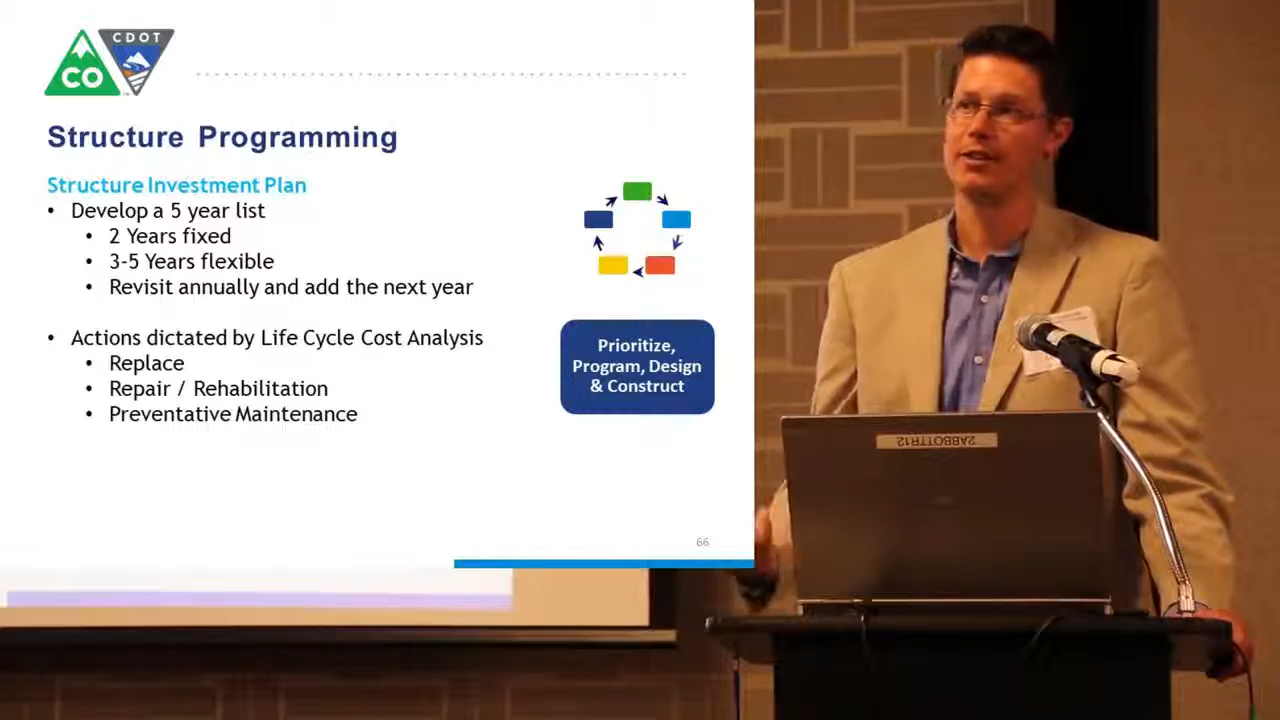 CO
CDOT
Structure Programming
Structure Investment Plan
• Develop a 5 year list
• 2 Years fixed
• 3-5 Years flexible
• Revisit annually and add the next year
• Actions dictated by Life Cycle Cost Analysis
• Replace
• Repair / Rehabilitation
• Preventative Maintenance
Prioritize,
Program, Design
& Construct
66
2ABBOTTR12